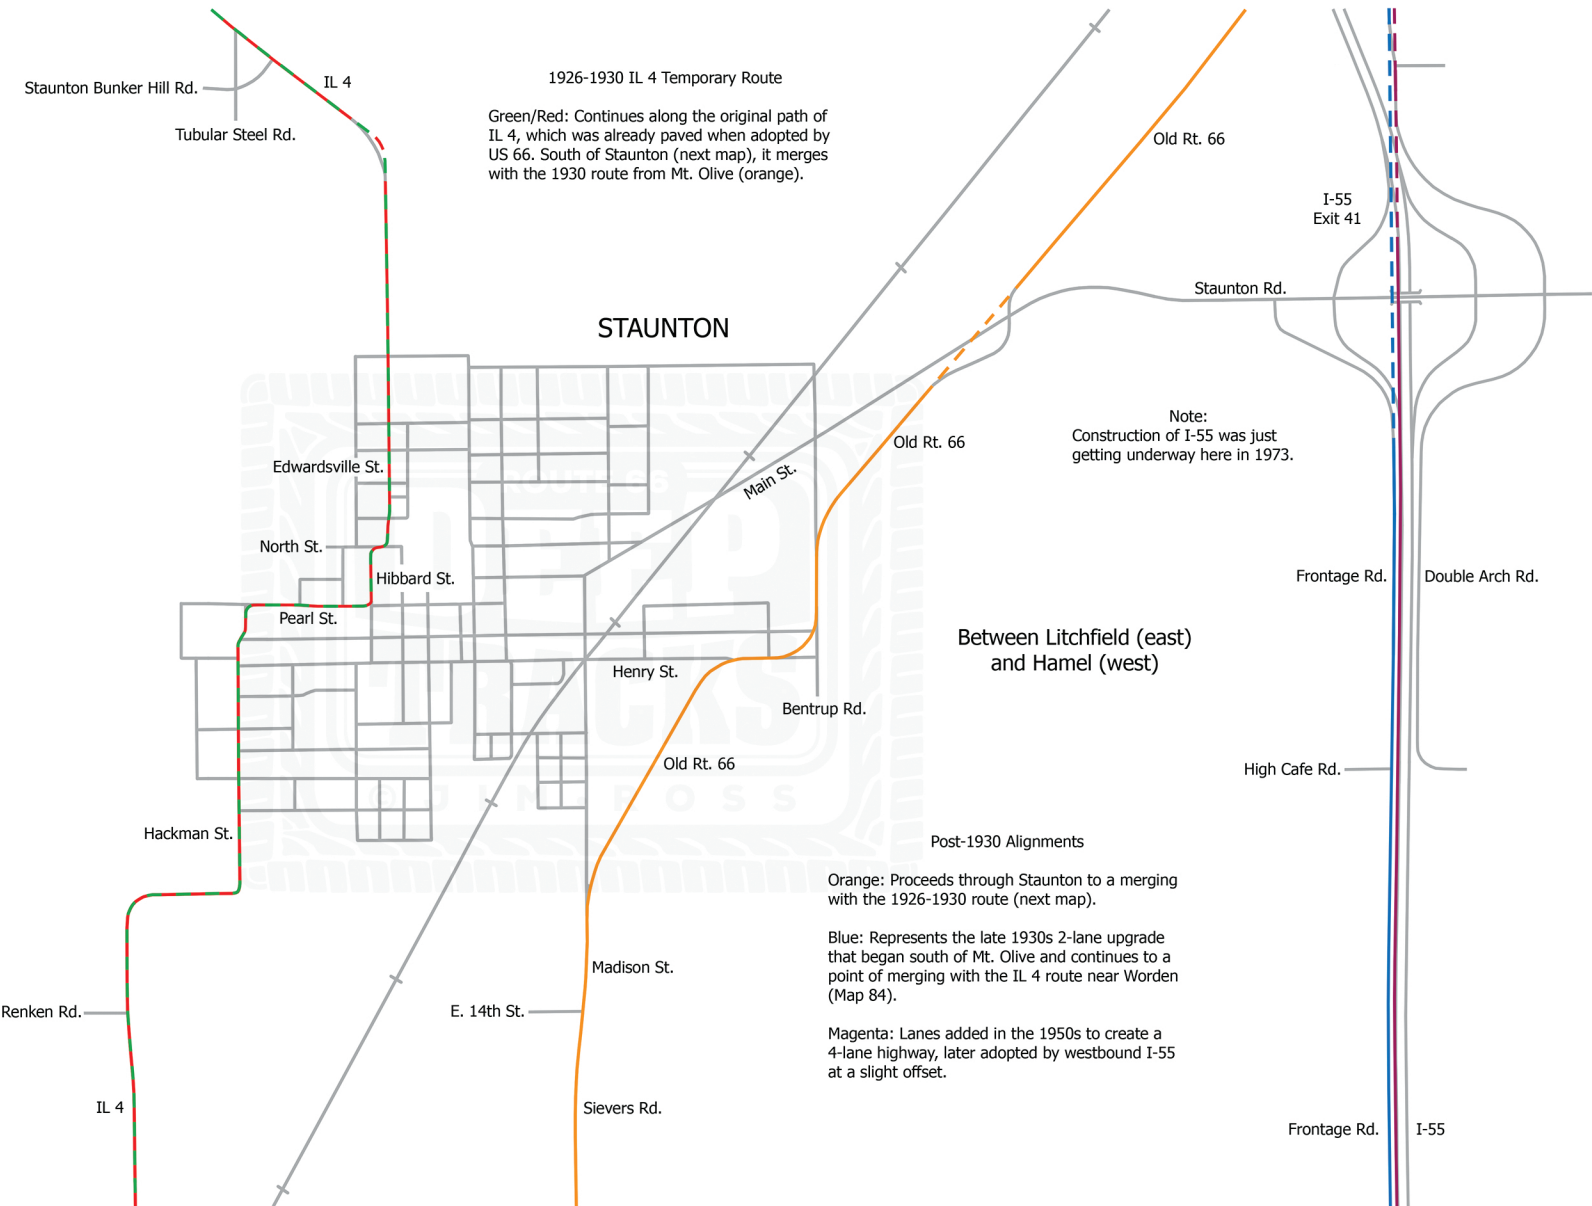 1926-1930 IL 4 Temporary Route
Green/Red: Continues along the original path of
IL 4, which was already paved when adopted by
US 66. South of Staunton (next map), it merges
with the 1930 route from Mt. Olive (orange).
IL 4
Staunton Bunker Hill Rd.
Tubular Steel Rd.
Old Rt. 66
I-55
Exit 41
Staunton Rd.
STAUNTON
Note:
Construction of I-55 was just
getting underway here in 1973.
Old Rt. 66
Edwardsville St.
Main St.
ROUTE 66
DEEP
TRACKS
© JIM ROSS
North St.
Hibbard St.
Pearl St.
Frontage Rd.
Double Arch Rd.
Between Litchfield (east)
and Hamel (west)
Henry St.
Bentrup Rd.
Old Rt. 66
High Cafe Rd.
Hackman St.
Post-1930 Alignments
Orange: Proceeds through Staunton to a merging
with the 1926-1930 route (next map).
Blue: Represents the late 1930s 2-lane upgrade
that began south of Mt. Olive and continues to a
point of merging with the IL 4 route near Worden
(Map 84).
Magenta: Lanes added in the 1950s to create a
4-lane highway, later adopted by westbound I-55
at a slight offset.
Madison St.
Renken Rd.
E. 14th St.
IL 4
Sievers Rd.
Frontage Rd.
I-55